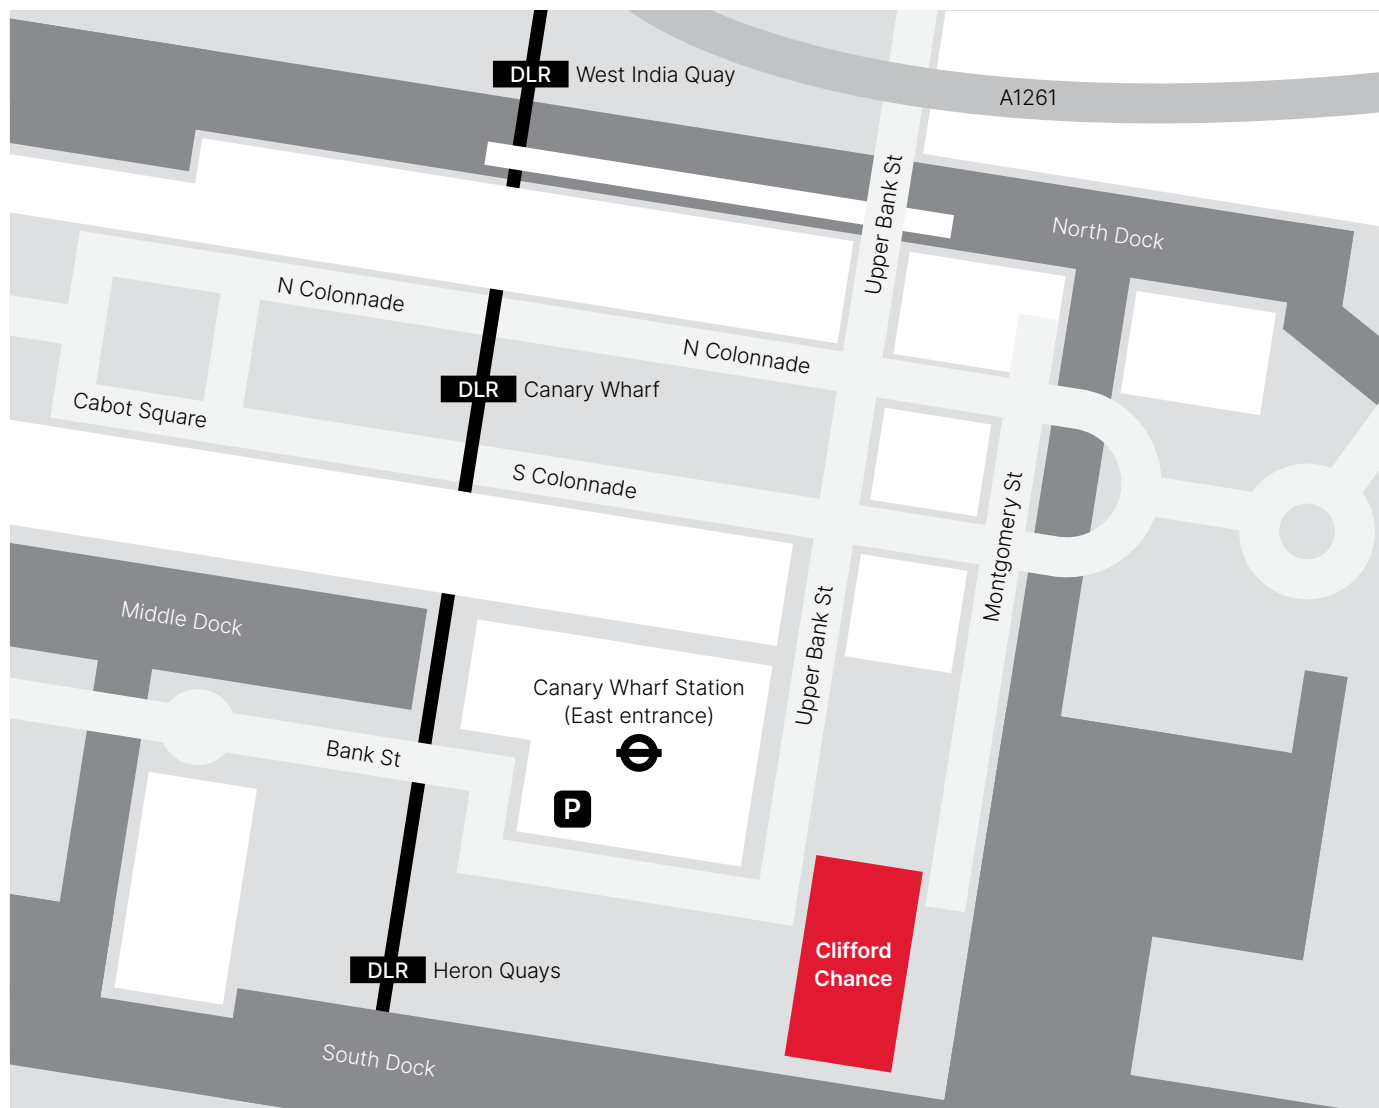 DLR West India Quay
A1261
Upper Bank St
North Dock
N Colonnade
N Colonnade
DLR Canary Wharf
Cabot Square
S Colonnade
Montgomery St
Middle Dock
Upper Bank St
Canary Wharf Station
(East entrance)
Bank St
P
Clifford
Chance
DLR Heron Quays
South Dock